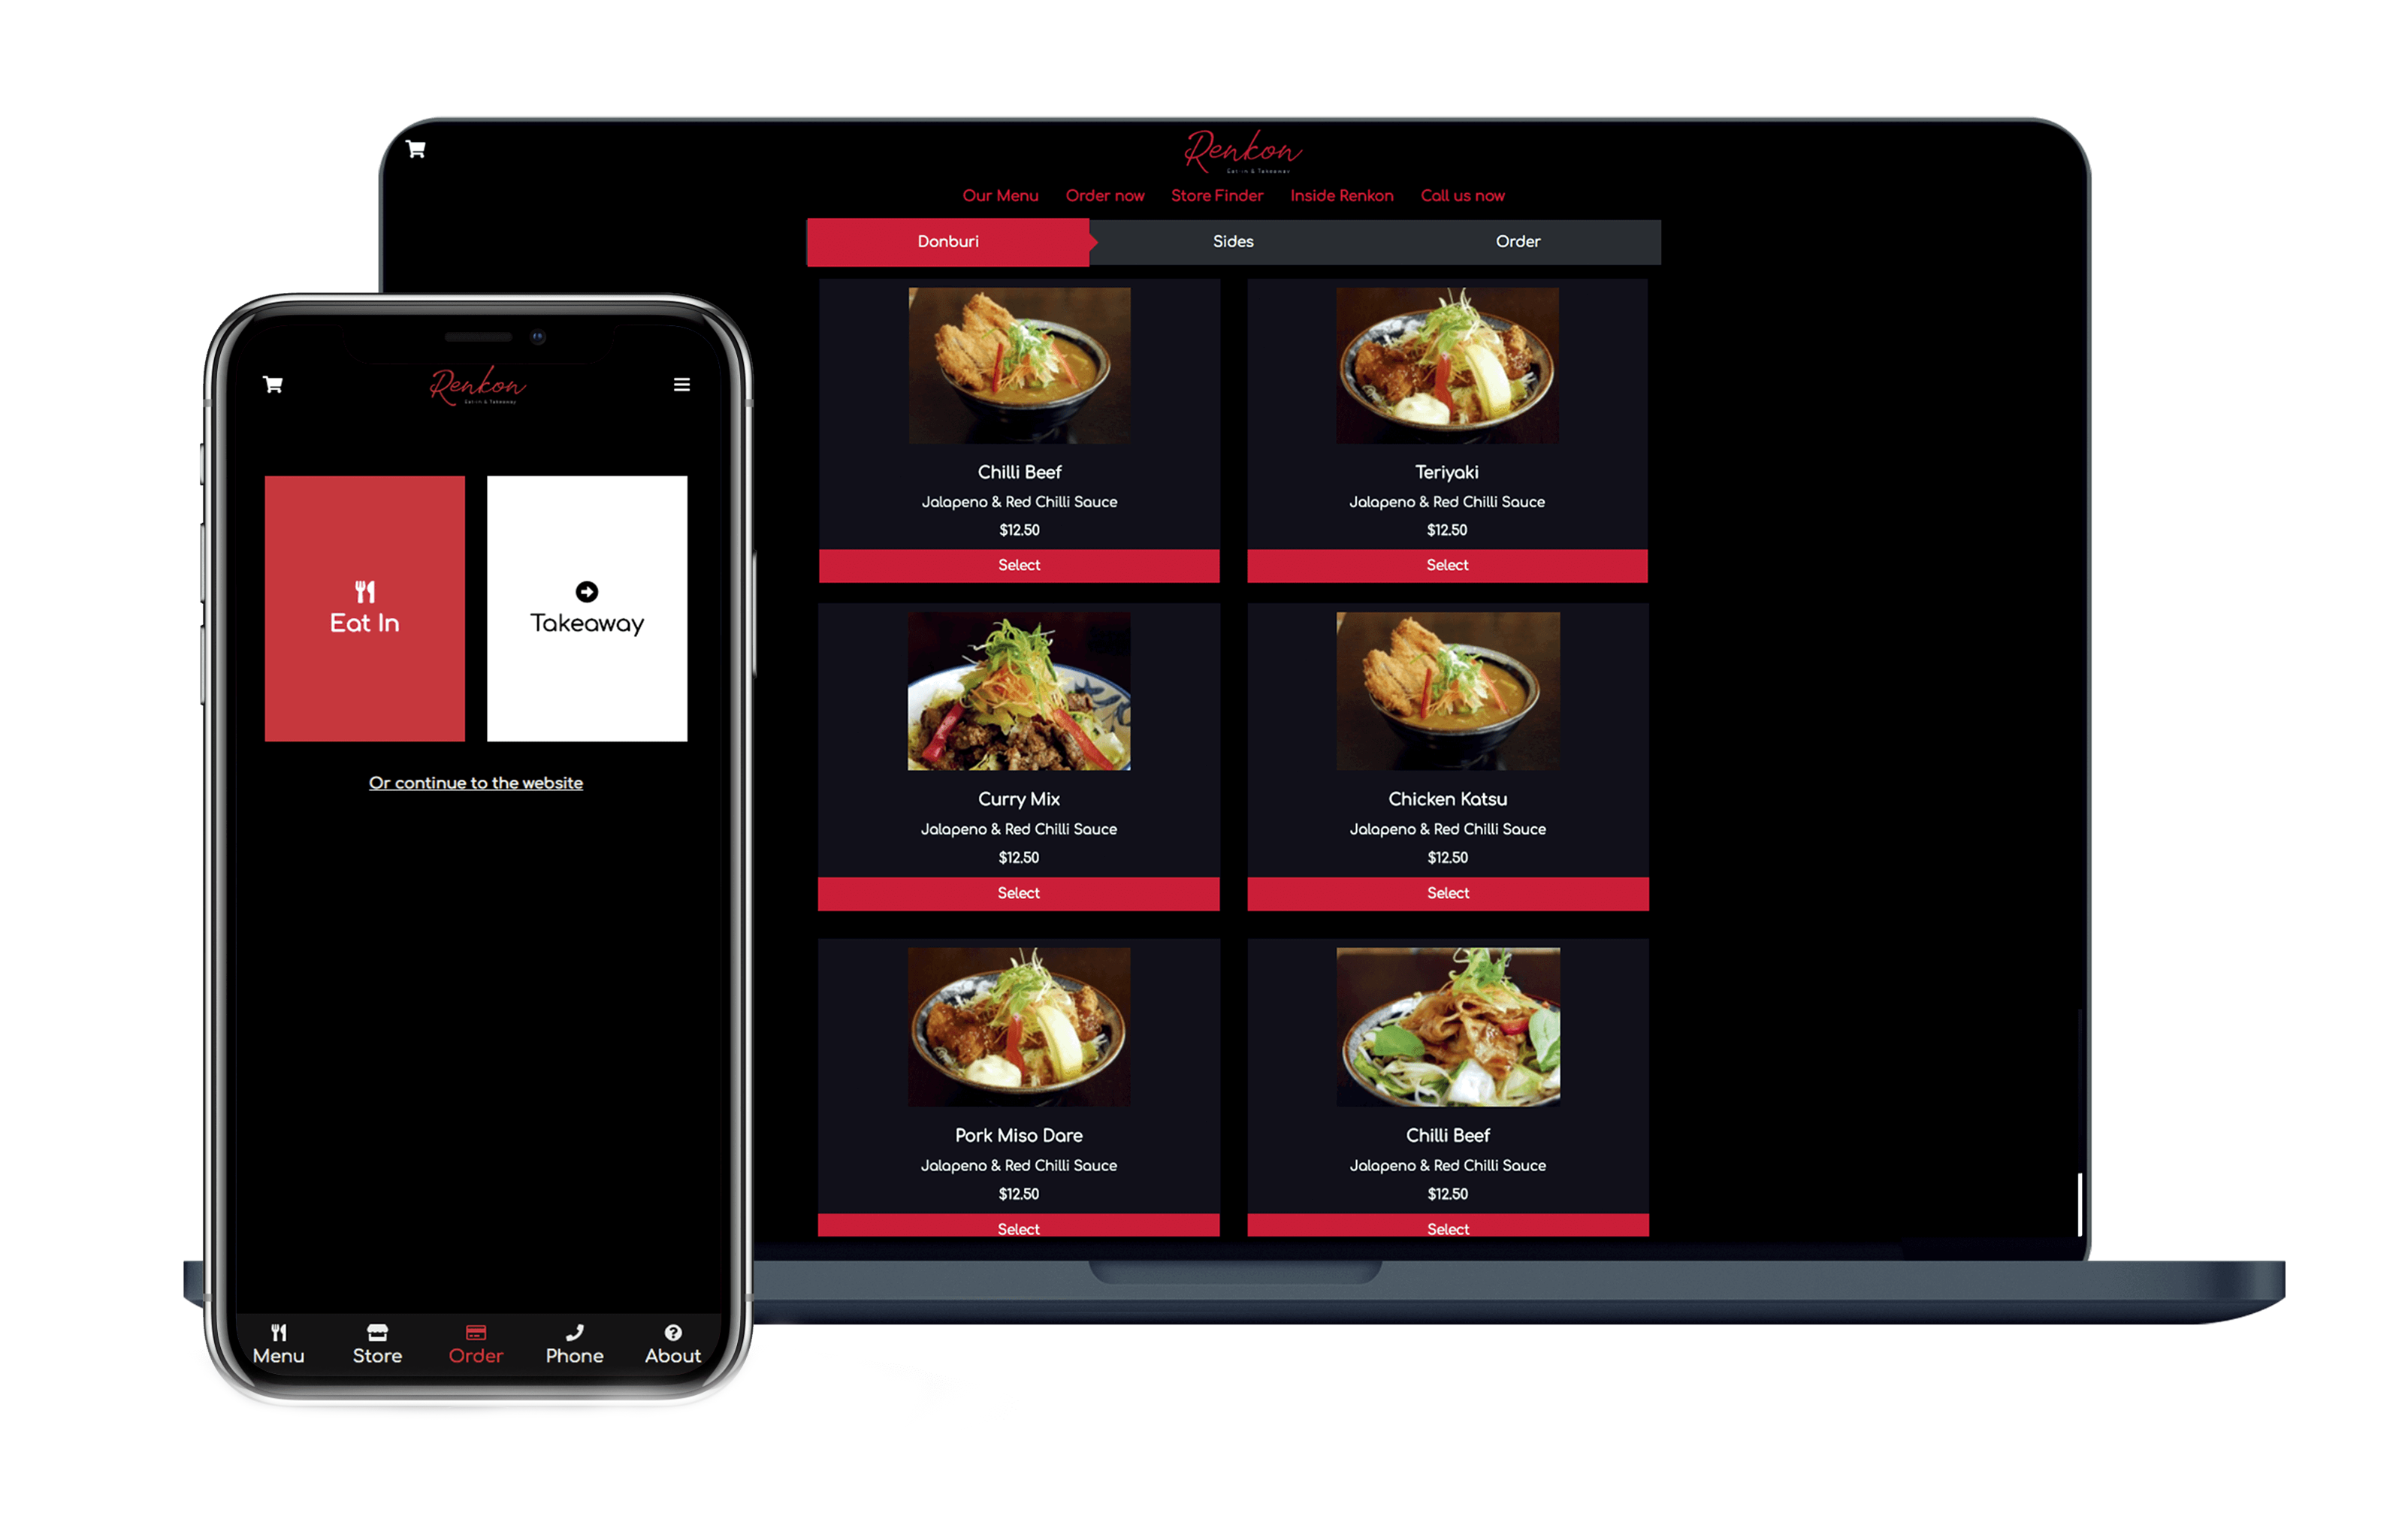 Renkon
Eat in & Takeaway
Our Menu Order now Store Finder Inside Renkon Call us now
Donburi Sides Order
Chilli Beef
Jalapeno & Red Chilli Sauce
$12.50
Select
Teriyaki
Jalapeno & Red Chilli Sauce
$12.50
Select
Curry Mix
Jalapeno & Red Chilli Sauce
$12.50
Select
Chicken Katsu
Jalapeno & Red Chilli Sauce
$12.50
Select
Pork Miso Dare
Jalapeno & Red Chilli Sauce
$12.50
Select
Chilli Beef
Jalapeno & Red Chilli Sauce
$12.50
Select
Renkon
Eat in & Takeaway
Eat In
Takeaway
Or continue to the website
Menu Store Order Phone About